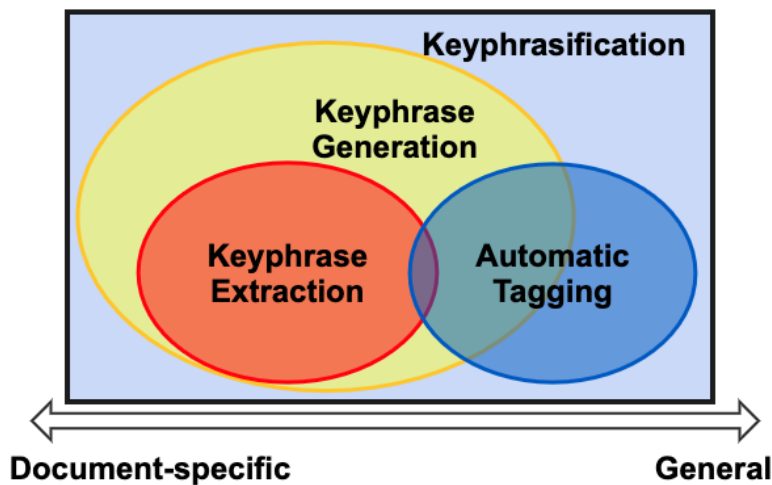 Keyphrasification
Keyphrase
Generation
Keyphrase
Extraction
Automatic
Tagging
Document-specific
General